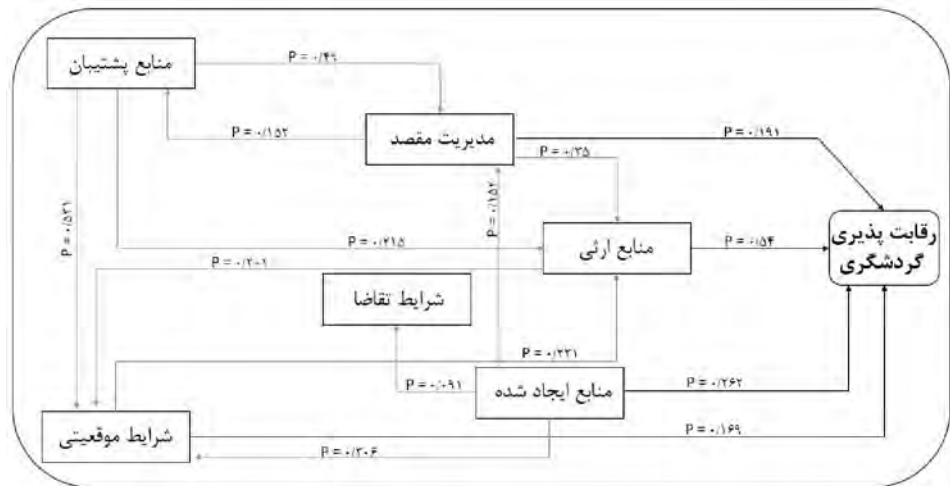 P = ۰/۴۹
منابع پشتیبان
P = ۰/۱۵۲
مدیریت مقصد
P = ۰/۱۹۱
P = ۰/۳۵
P = ۰/۱۵۲
P = ۰/۵۳۱
P = ۰/۲۱۵
منابع ارثی
P = ۰/۵۴
رقابت پذیری
گردشگری
P = ۰/۲۰۱
شرایط تقاضا
P = ۰/۲۳۱
P = ۰/۰۹۱
منابع ایجاد شده
P = ۰/۲۶۲
شرایط موقعیتی
P = ۰/۱۶۹
P = ۰/۳۰۶